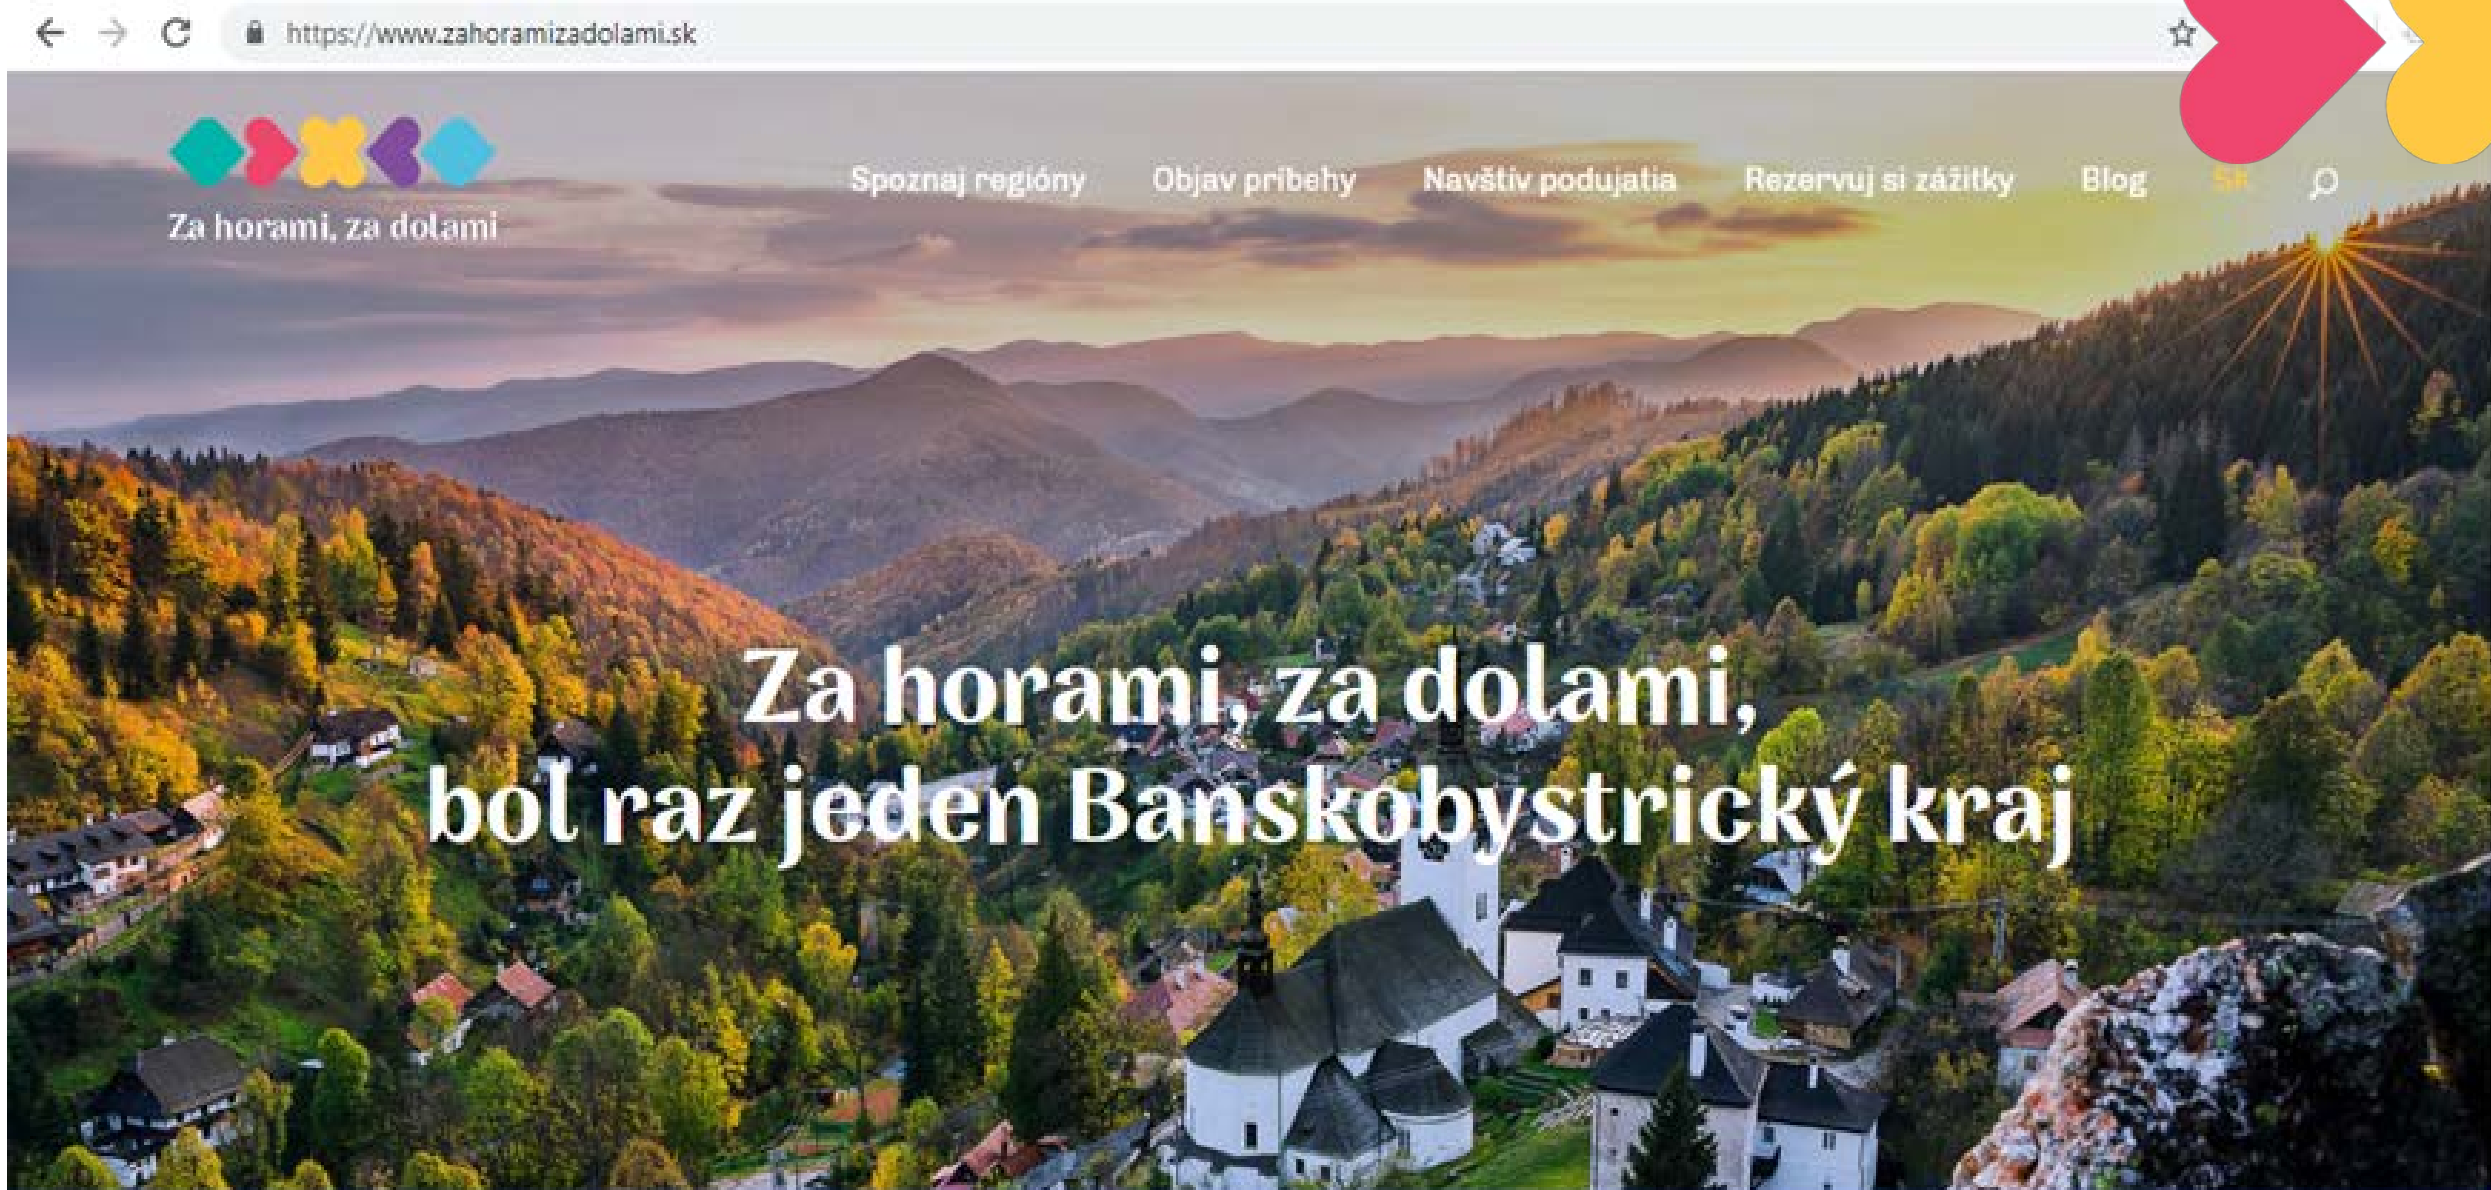 https://www.zahoramizadolami.sk
Za horami, za dolami
Spoznaj regióny Objav príbehy Navštív podujatia Rezervuj si zážitky Blog SK
Za horami, za dolami,
bol raz jeden Banskobystrický kraj